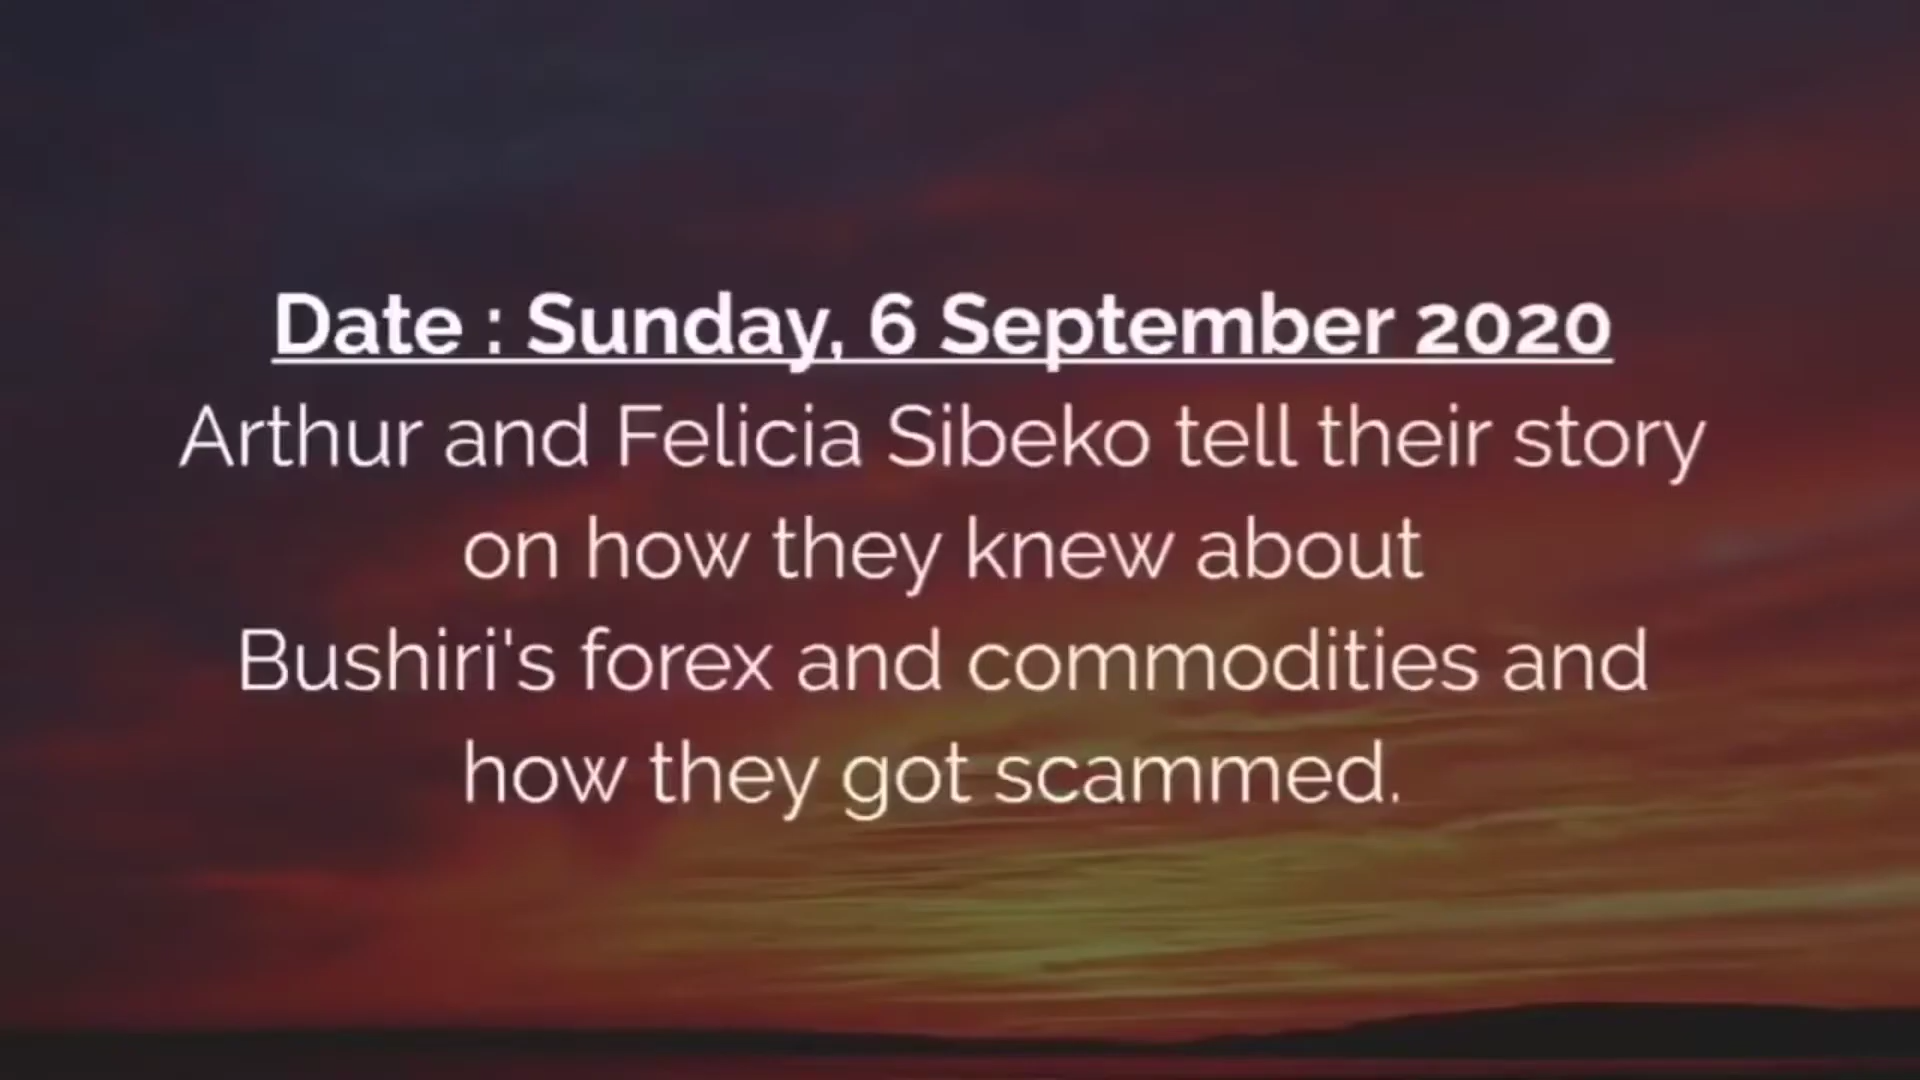 Date : Sunday, 6 September 2020
Arthur and Felicia Sibeko tell their story
on how they knew about
Bushiri's forex and commodities and
how they got scammed.